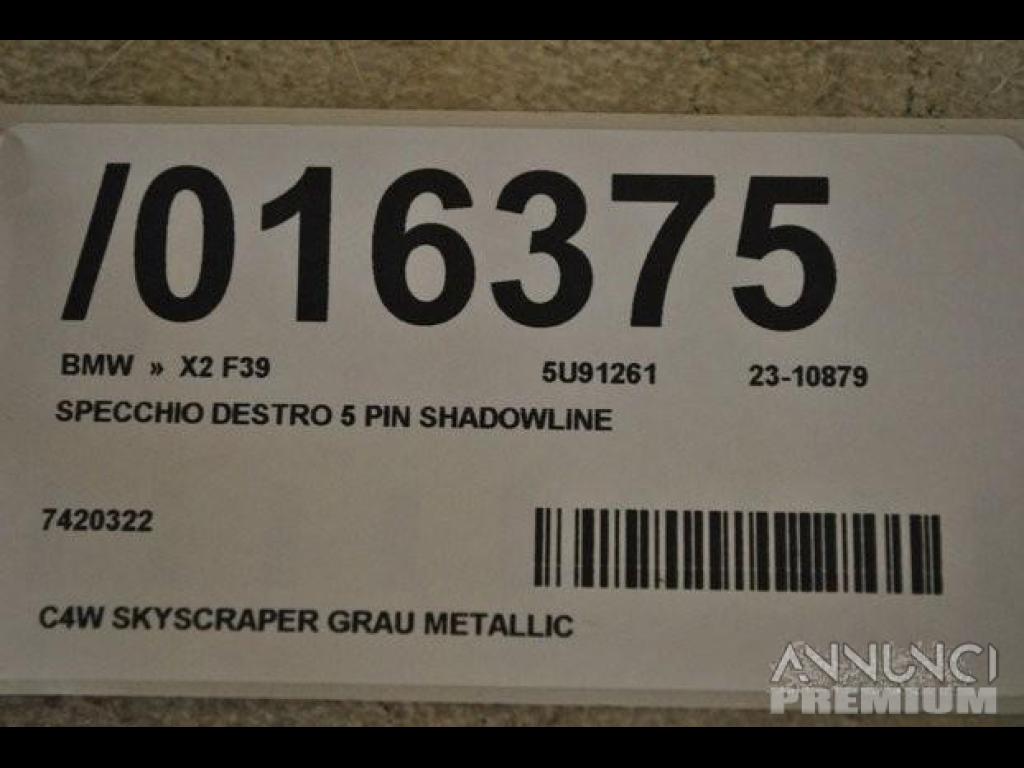 /016375
BMW » X2 F39 5U91261 23-10879
SPECCHIO DESTRO 5 PIN SHADOWLINE
7420322
C4W SKYSCRAPER GRAU METALLIC
ANNUNCI
PREMIUM